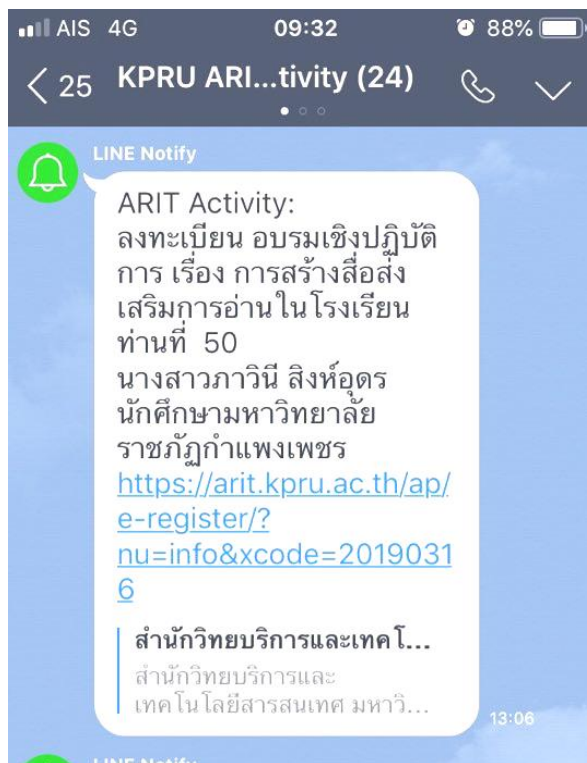 AIS 4G 09:32 88%
25 KPRU ARI...tivity (24)
LINE Notify
ARIT Activity:
ลงทะเบียน อบรมเชิงปฏิบัติ
การ เรื่อง การสร้างสื่อส่ง
เสริมการอ่านในโรงเรียน
ท่านที่ 50
นางสาวภาวินี สิงห์อุดร
นักศึกษามหาวิทยาลัย
ราชภัฏกำแพงเพชร
https://arit.kpru.ac.th/ap/
e-register/?
nu=info&xcode=2019031
6
สำนักวิทยบริการและเทคโ...
สำนักวิทยบริการและ
เทคโนโลยีสารสนเทศ มหาวิ...
13:06
LINE Notify